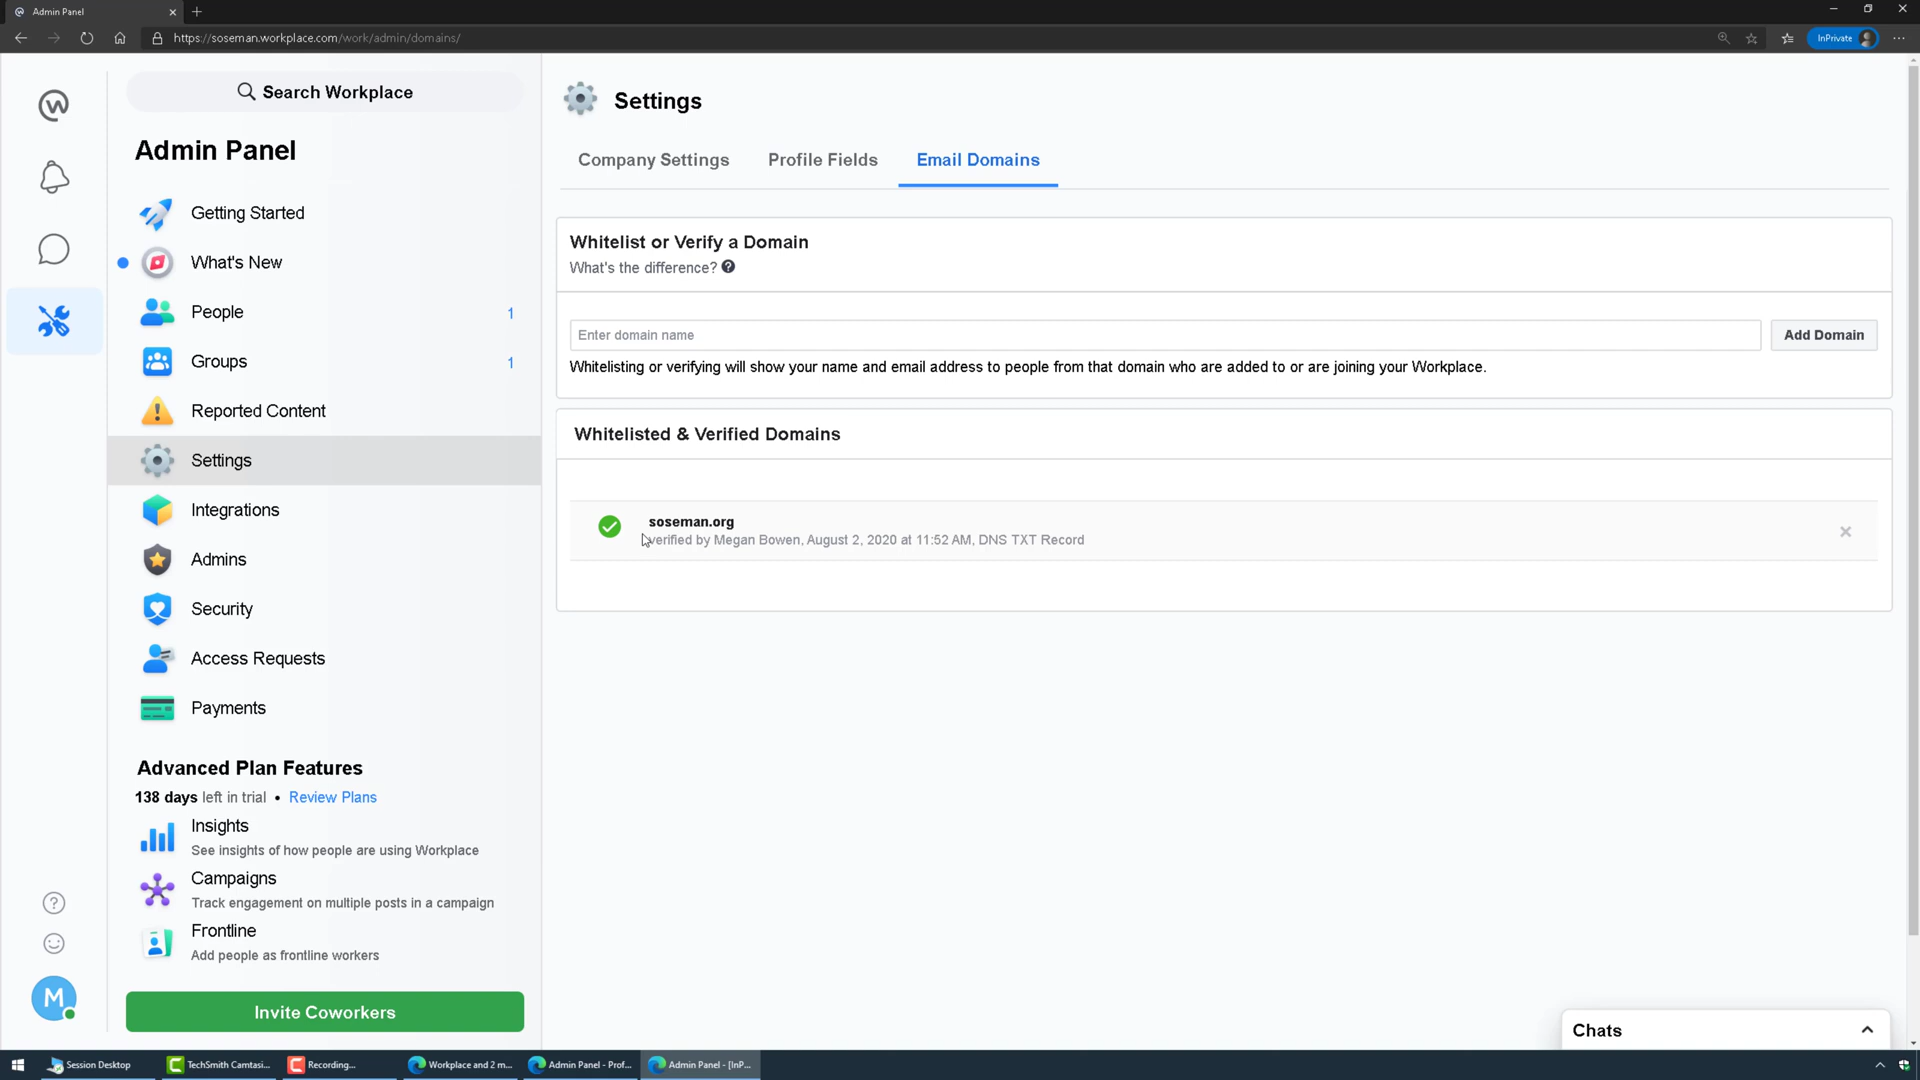 Admin Panel
https://soseman.workplace.com/work/admin/domains/
InPrivate
Search Workplace
Admin Panel
Getting Started
What's New
People 1
Groups 1
Reported Content
Settings
Integrations
Admins
Security
Access Requests
Payments
Advanced Plan Features
138 days left in trial • Review Plans
Insights
See insights of how people are using Workplace
Campaigns
Track engagement on multiple posts in a campaign
Frontline
Add people as frontline workers
Invite Coworkers
M
Settings
Company Settings
Profile Fields
Email Domains
Whitelist or Verify a Domain
What's the difference?
Enter domain name
Add Domain
Whitelisting or verifying will show your name and email address to people from that domain who are added to or are joining your Workplace.
Whitelisted & Verified Domains
soseman.org
verified by Megan Bowen, August 2, 2020 at 11:52 AM, DNS TXT Record
Chats
Session Desktop
TechSmith Camtasi...
Recording...
Workplace and 2 m...
Admin Panel - Prof...
Admin Panel - [InP...